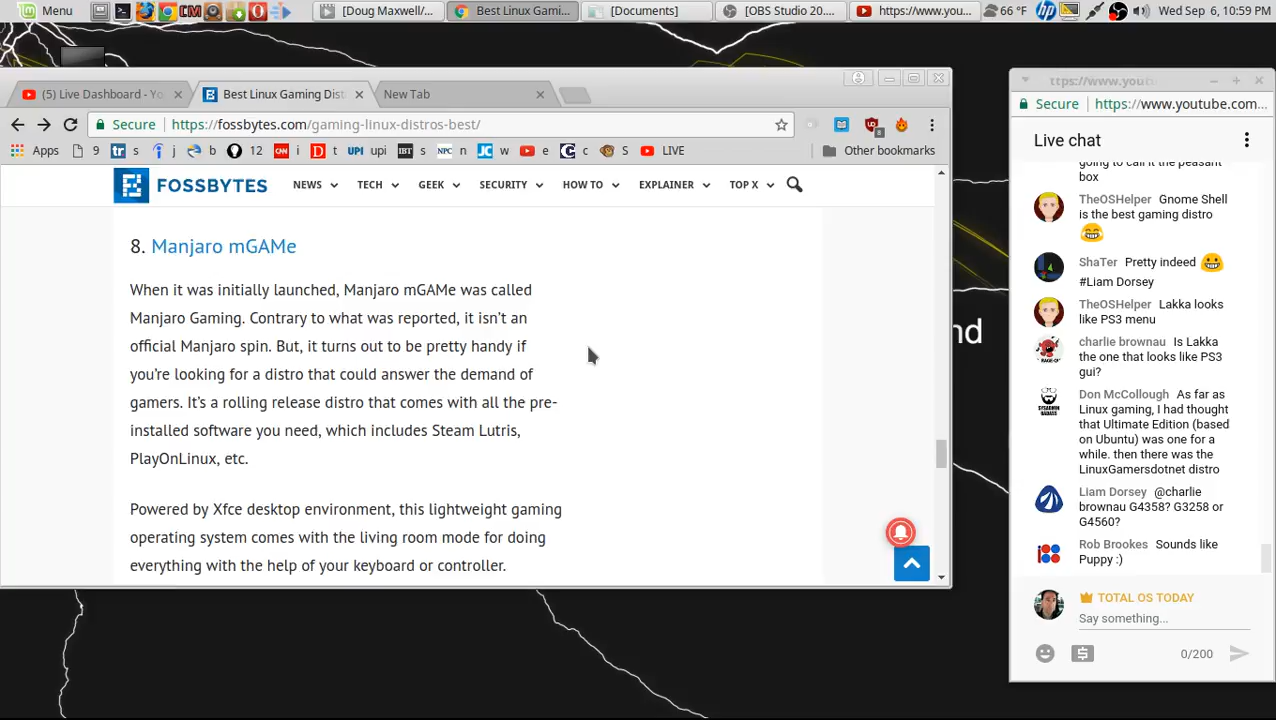 Menu
[Doug Maxwell/...
Best Linux Gami...
[Documents]
[OBS Studio 20....
https://www.you...
66 °F
Wed Sep 6, 10:59 PM
(5) Live Dashboard - Yo
Best Linux Gaming Dist
New Tab
Secure
https://fossbytes.com/gaming-linux-distros-best/
8
Apps
9
tr s
j
b
12
i
t
UPI upi
IBT s
NPC n
JC w
e
c
S
LIVE
Other bookmarks
FOSSBYTES
NEWS
TECH
GEEK
SECURITY
HOW TO
EXPLAINER
TOP X
8. Manjaro mGAMe
When it was initially launched, Manjaro mGAMe was called
Manjaro Gaming. Contrary to what was reported, it isn't an
official Manjaro spin. But, it turns out to be pretty handy if
you're looking for a distro that could answer the demand of
gamers. It's a rolling release distro that comes with all the pre-
installed software you need, which includes Steam Lutris,
PlayOnLinux, etc.
Powered by Xfce desktop environment, this lightweight gaming
operating system comes with the living room mode for doing
everything with the help of your keyboard or controller.
nd
ttps://www.yout
Secure
https://www.youtube.com...
Live chat
going to call it the peasant
box
TheOSHelper Gnome Shell
is the best gaming distro
ShaTer Pretty indeed
#Liam Dorsey
TheOSHelper Lakka looks
like PS3 menu
charlie brownau Is
Lakka the one that looks like PS3
gui?
Don McCollough As far as
Linux gaming, I had thought
that Ultimate Edition (based
on Ubuntu) was one for a
while. then there was the
LinuxGamersdotnet distro
Liam Dorsey @charlie
brownau G4358? G3258 or
G4560?
Rob Brookes Sounds like
Puppy :)
TOTAL OS TODAY
Say something...
0/200